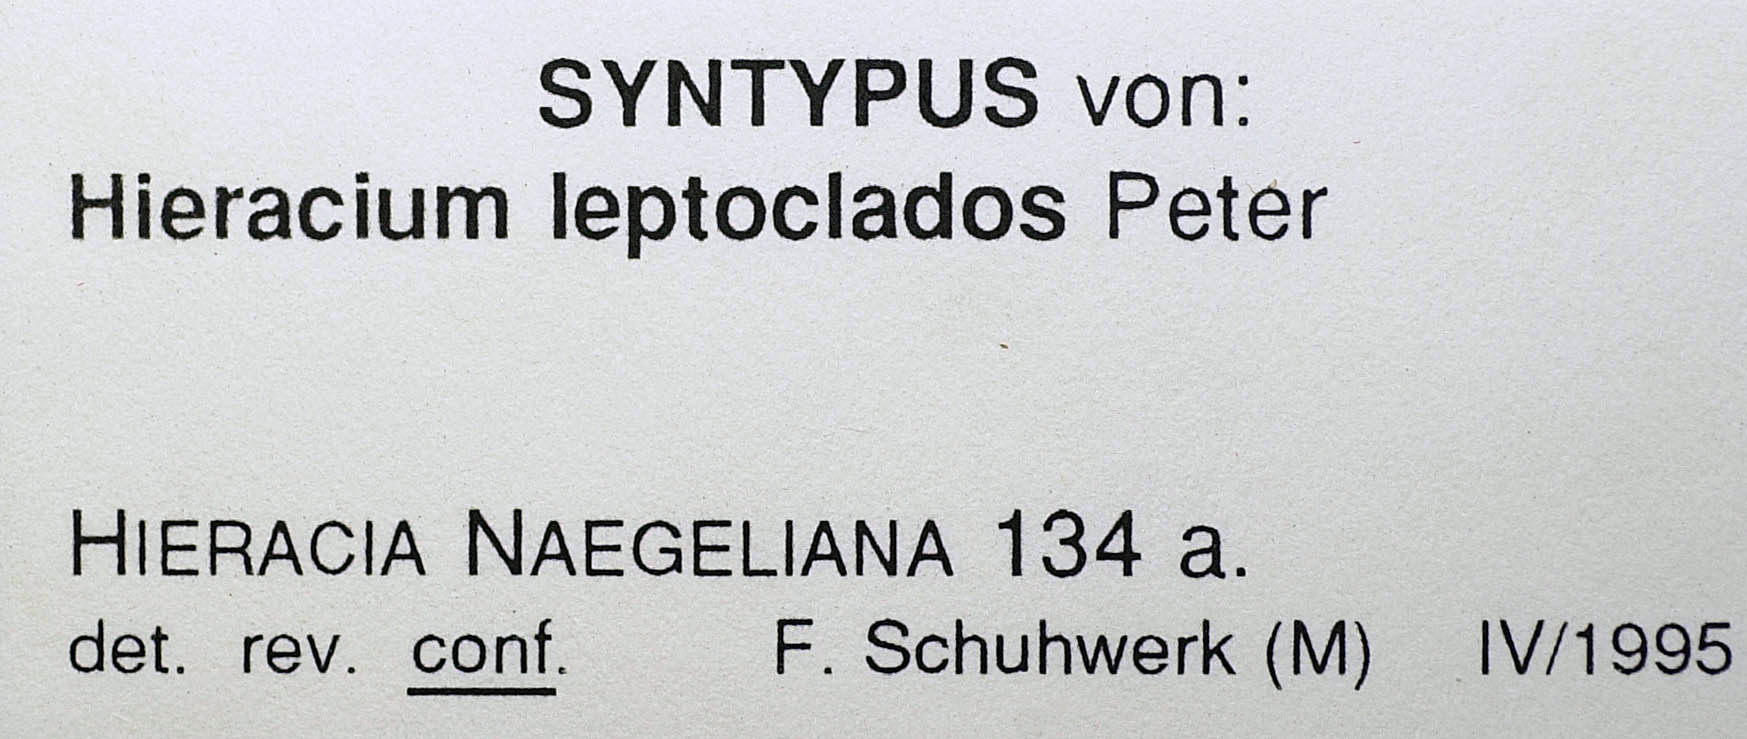 SYNTYPUS von:
Hieracium leptoclados Peter
HIERACIA NAEGELIANA 134 a.
det. rev. conf. F. Schuhwerk (M) IV/1995